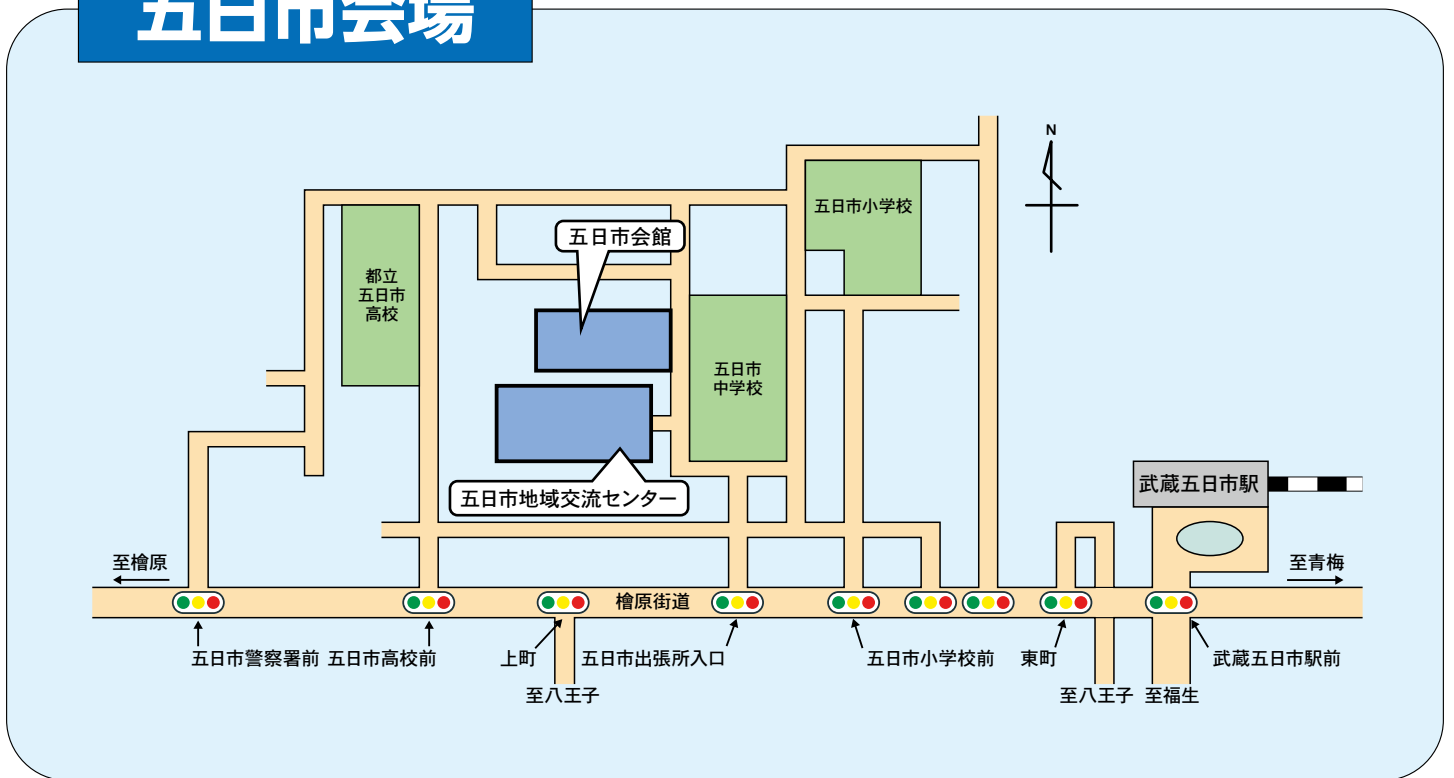 五日市会場
N
五日市小学校
五日市会館
都立
五日市
高校
五日市
中学校
武蔵五日市駅
五日市地域交流センター
至檜原
至青梅
檜原街道
五日市警察署前
五日市高校前
上町
五日市出張所入口
五日市小学校前
東町
武蔵五日市駅前
至八王子
至八王子
至福生